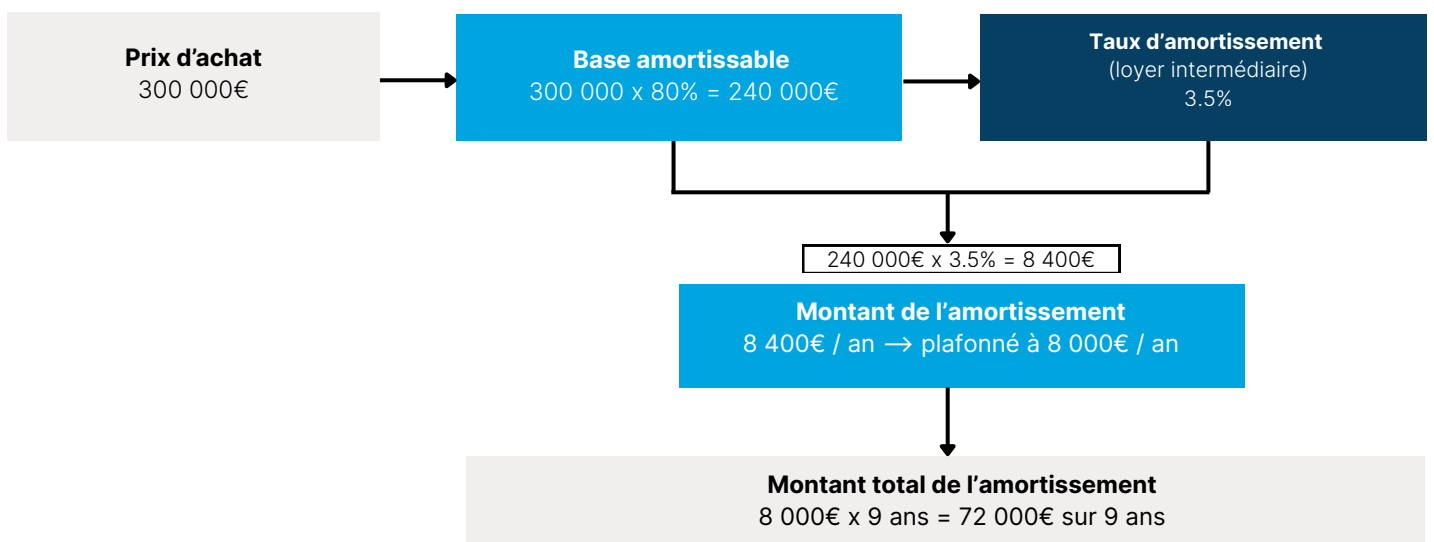 Prix d’achat
300 000€
Base amortissable
300 000 x 80% = 240 000€
Taux d’amortissement
(loyer intermédiaire)
3.5%
240 000€ x 3.5% = 8 400€
Montant de l’amortissement
8 400€ / an → plafonné à 8 000€ / an
Montant total de l’amortissement
8 000€ x 9 ans = 72 000€ sur 9 ans